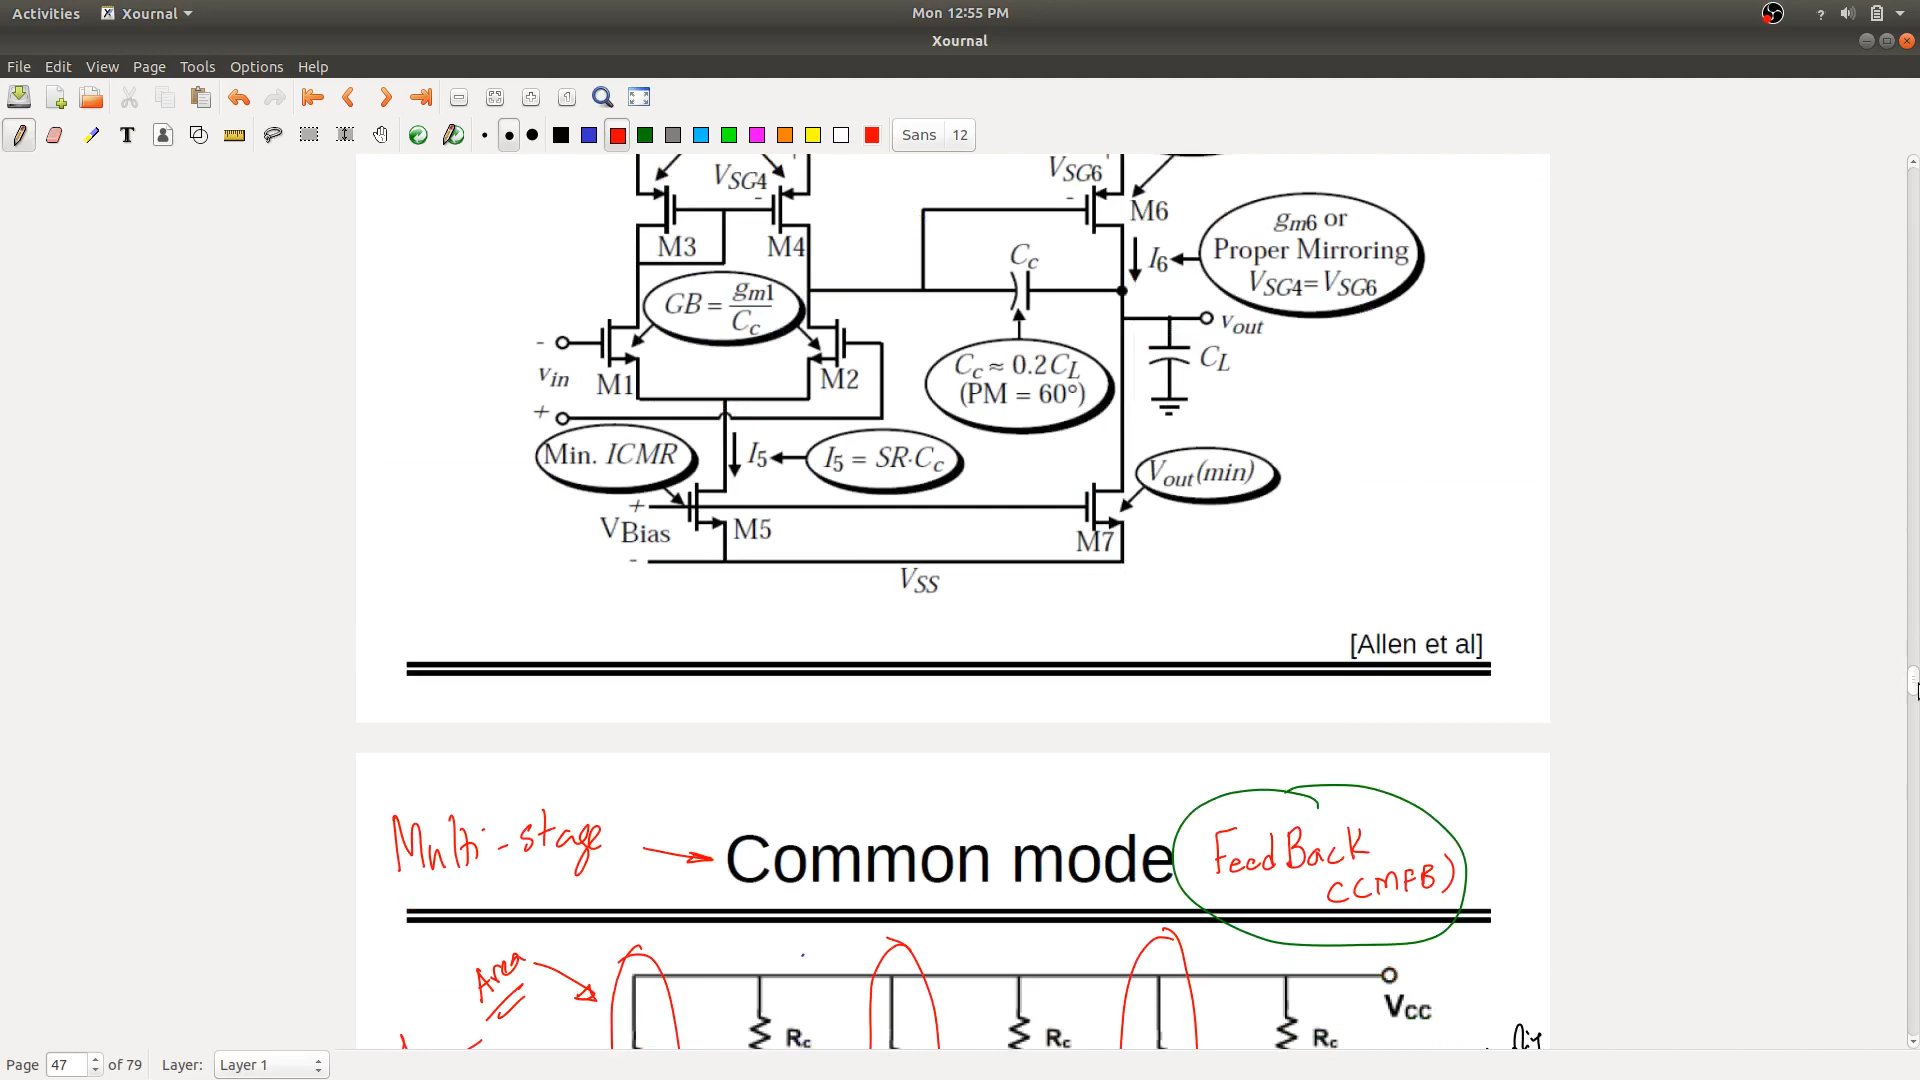 Activities Xournal Mon 12:55 PM ?
Xournal
File Edit View Page Tools Options Help
Sans 12
VSG4
VSG6
M3
M4
M6
gm6 or
Proper Mirroring
VSG4=VSG6
I6
Cc
GB = gm1
Cc
vout
CL
-
vin
+
M1
M2
Cc ≈ 0.2CL
(PM = 60°)
Min. ICMR
I5
I5 = SR·Cc
Vout(min)
+
VBias
-
M5
M7
VSS
[Allen et al]
Multi-stage
Common mode
FeedBack
(CMFB)
Area
VCC
Rc
Rc
Rc
Page 47 of 79 Layer: Layer 1